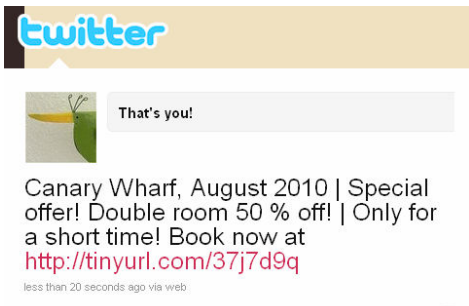 twitter
That's you!
Canary Wharf, August 2010 | Special
offer! Double room 50 % off! | Only for
a short time! Book now at
http://tinyurl.com/37j7d9q
less than 20 seconds ago via web